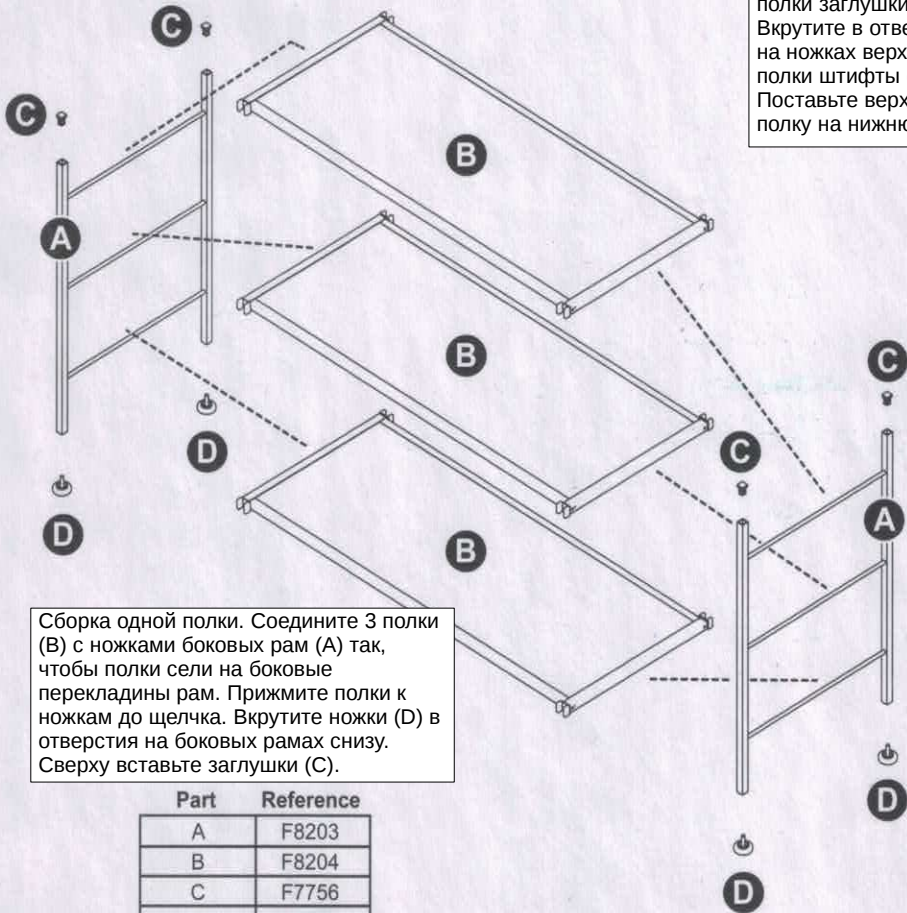 полки заглушки
Вкрутите в отве
на ножках верх
полки штифты
Поставьте верх
полку на нижню
C
C
B
A
B
C
D
C
D
A
B
Сборка одной полки. Соедините 3 полки
(B) с ножками боковых рам (A) так,
чтобы полки сели на боковые
перекладины рам. Прижмите полки к
ножкам до щелчка. Вкрутите ножки (D) в
отверстия на боковых рамах снизу.
Сверху вставьте заглушки (C).
D
D
Part Reference
A F8203
B F8204
C F7756